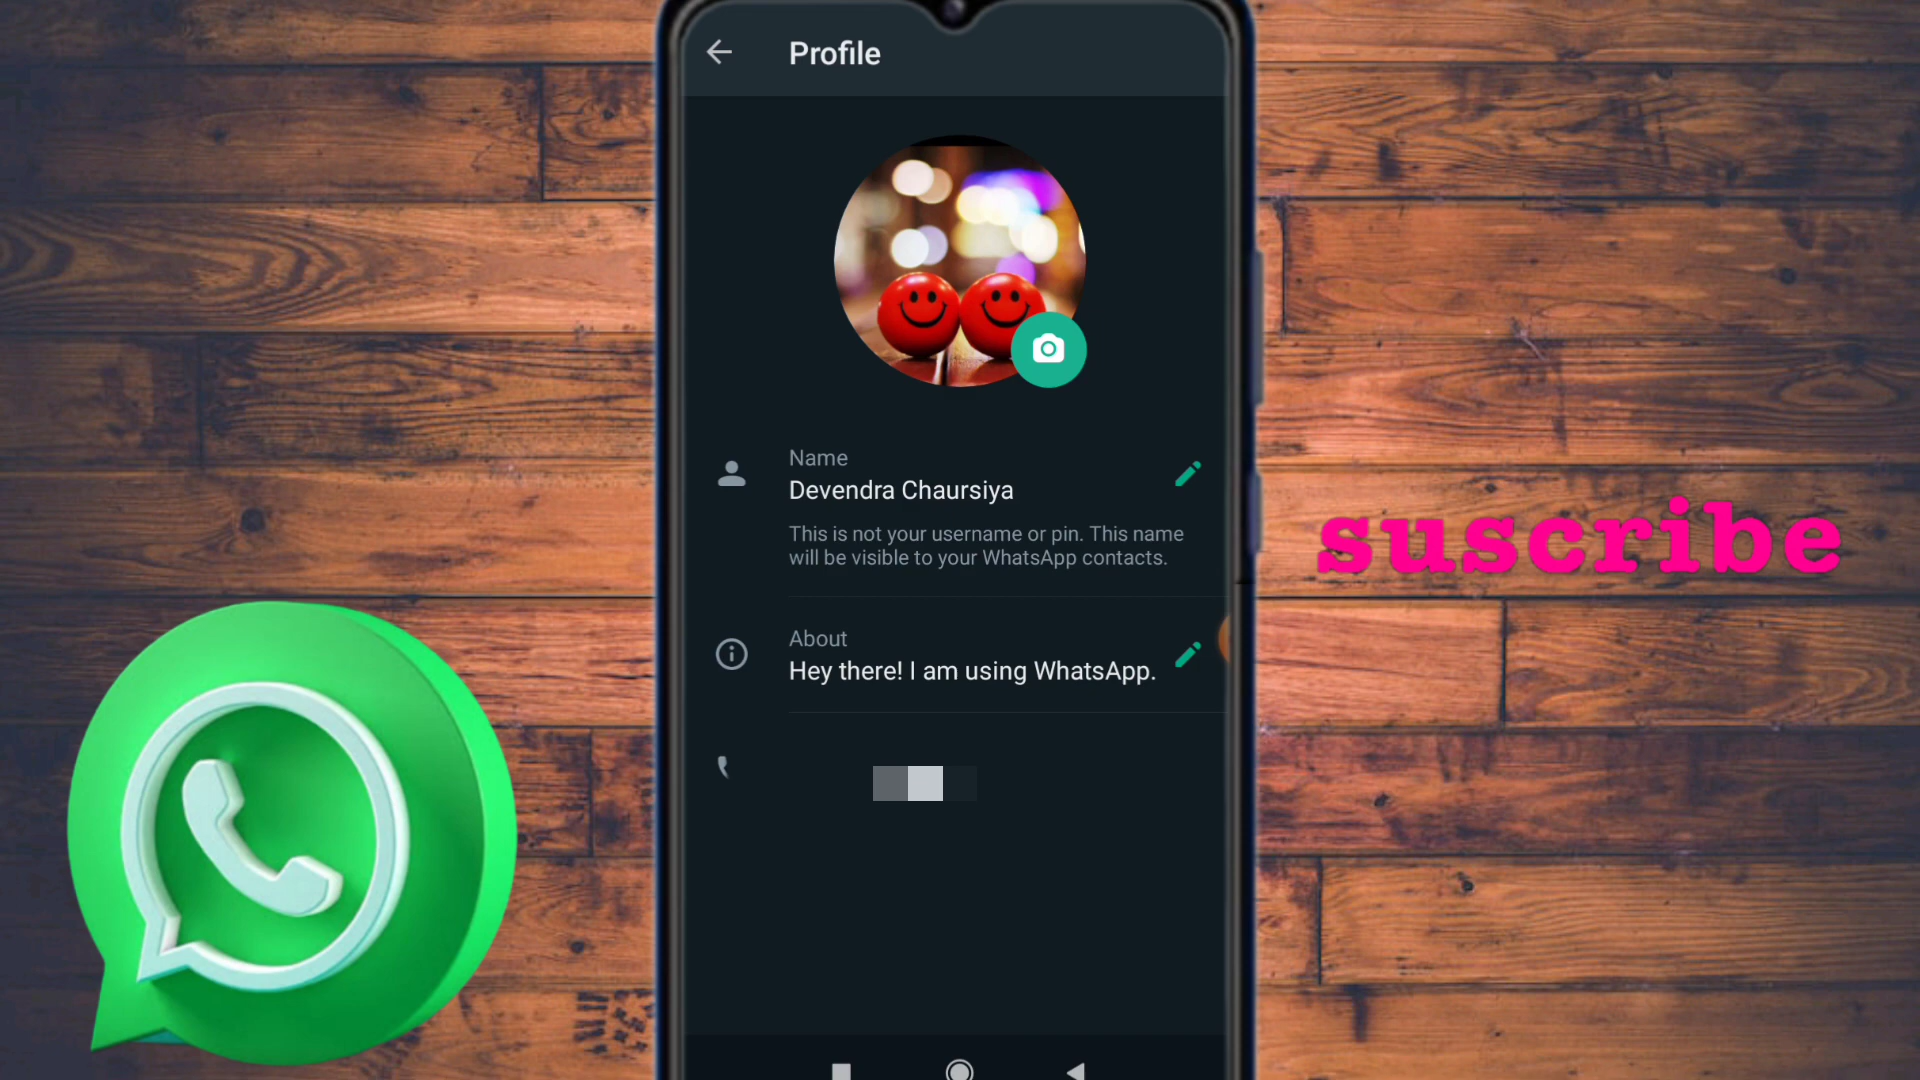 Profile
Name
Devendra Chaursiya
This is not your username or pin. This name
will be visible to your WhatsApp contacts.
suscribe
About
Hey there! I am using WhatsApp.